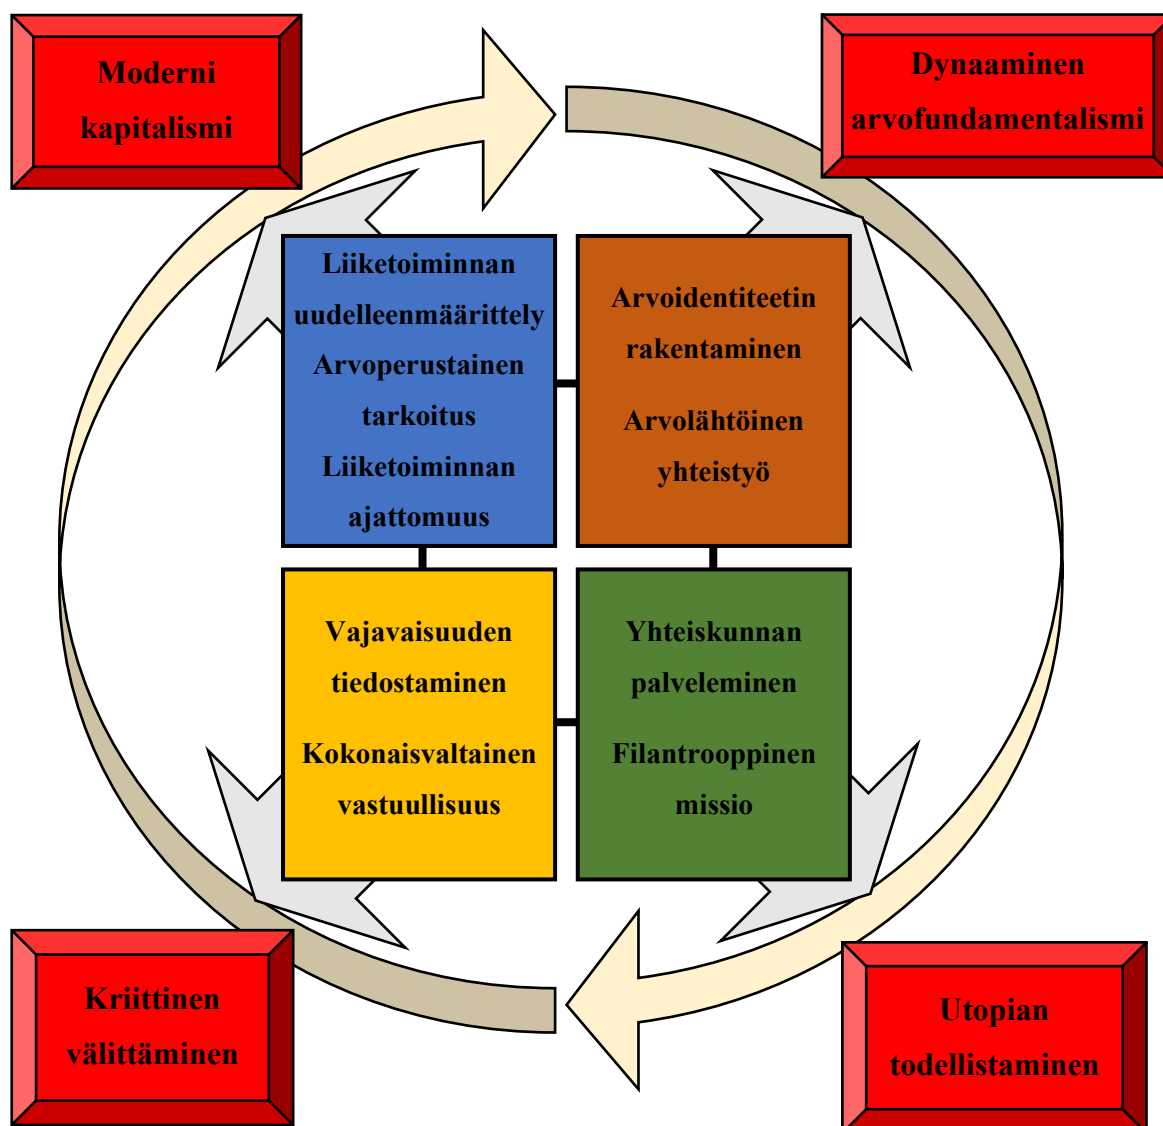 Moderni
kapitalismi
Dynaaminen
arvofundamentalismi
Liiketoiminnan
uudelleenmäärittely
Arvoperustainen
tarkoitus
Liiketoiminnan
ajattomuus
Arvoidentiteetin
rakentaminen
Arvolähtöinen
yhteistyö
Vajavaisuuden
tiedostaminen
Kokonaisvaltainen
vastuullisuus
Yhteiskunnan
palveleminen
Filantrooppinen
missio
Kriittinen
välittäminen
Utopian
todellistaminen